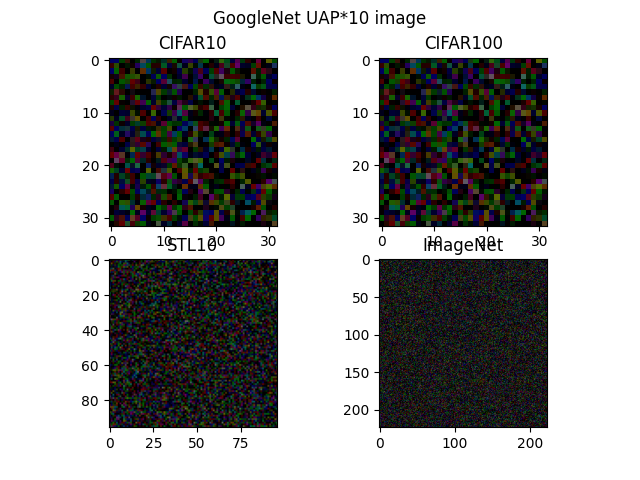 GoogleNet UAP*10 image
CIFAR10 CIFAR100
0 0
10 10
20 20
30 30
0 10 20 30 0 10 20 30
STL10 ImageNet
0 0
20 50
40 100
60 150
80 200
0 25 50 75 0 100 200